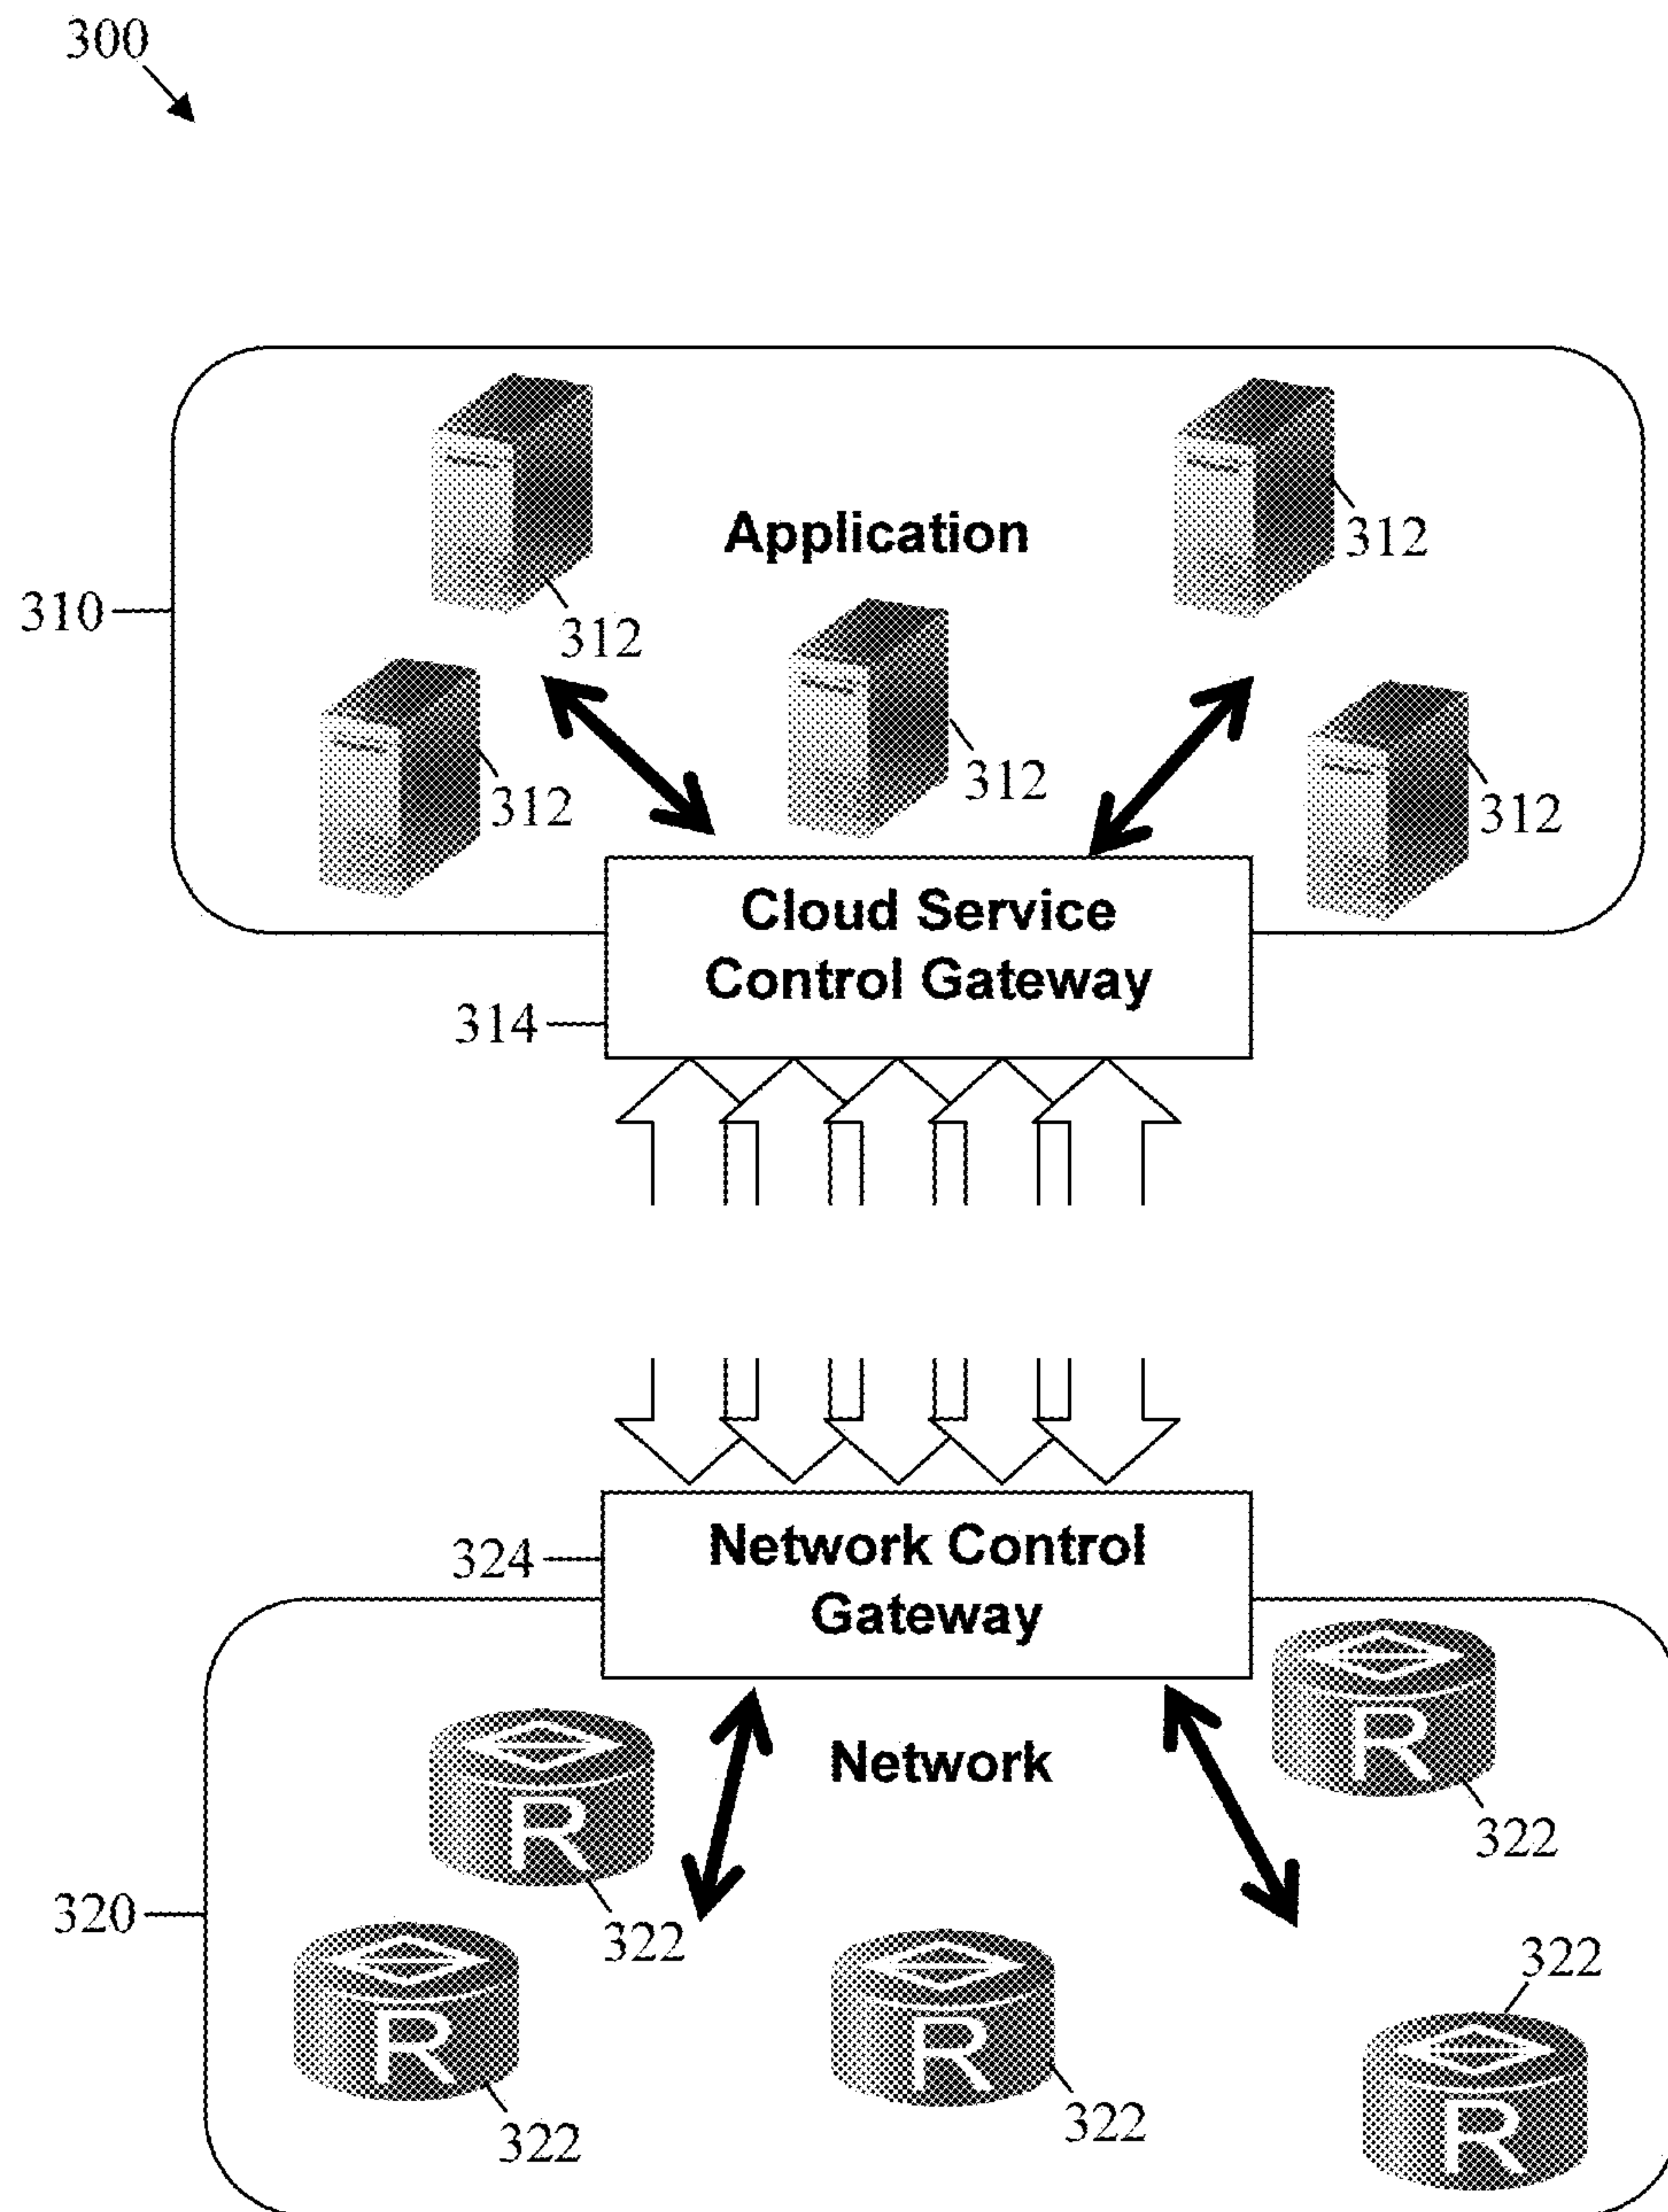 300
312
Application
312
310
312
312
312
312
Cloud Service
Control Gateway
314
324
Network Control
Gateway
R
R
Network
322
322
320
R
R
322
R
322
322